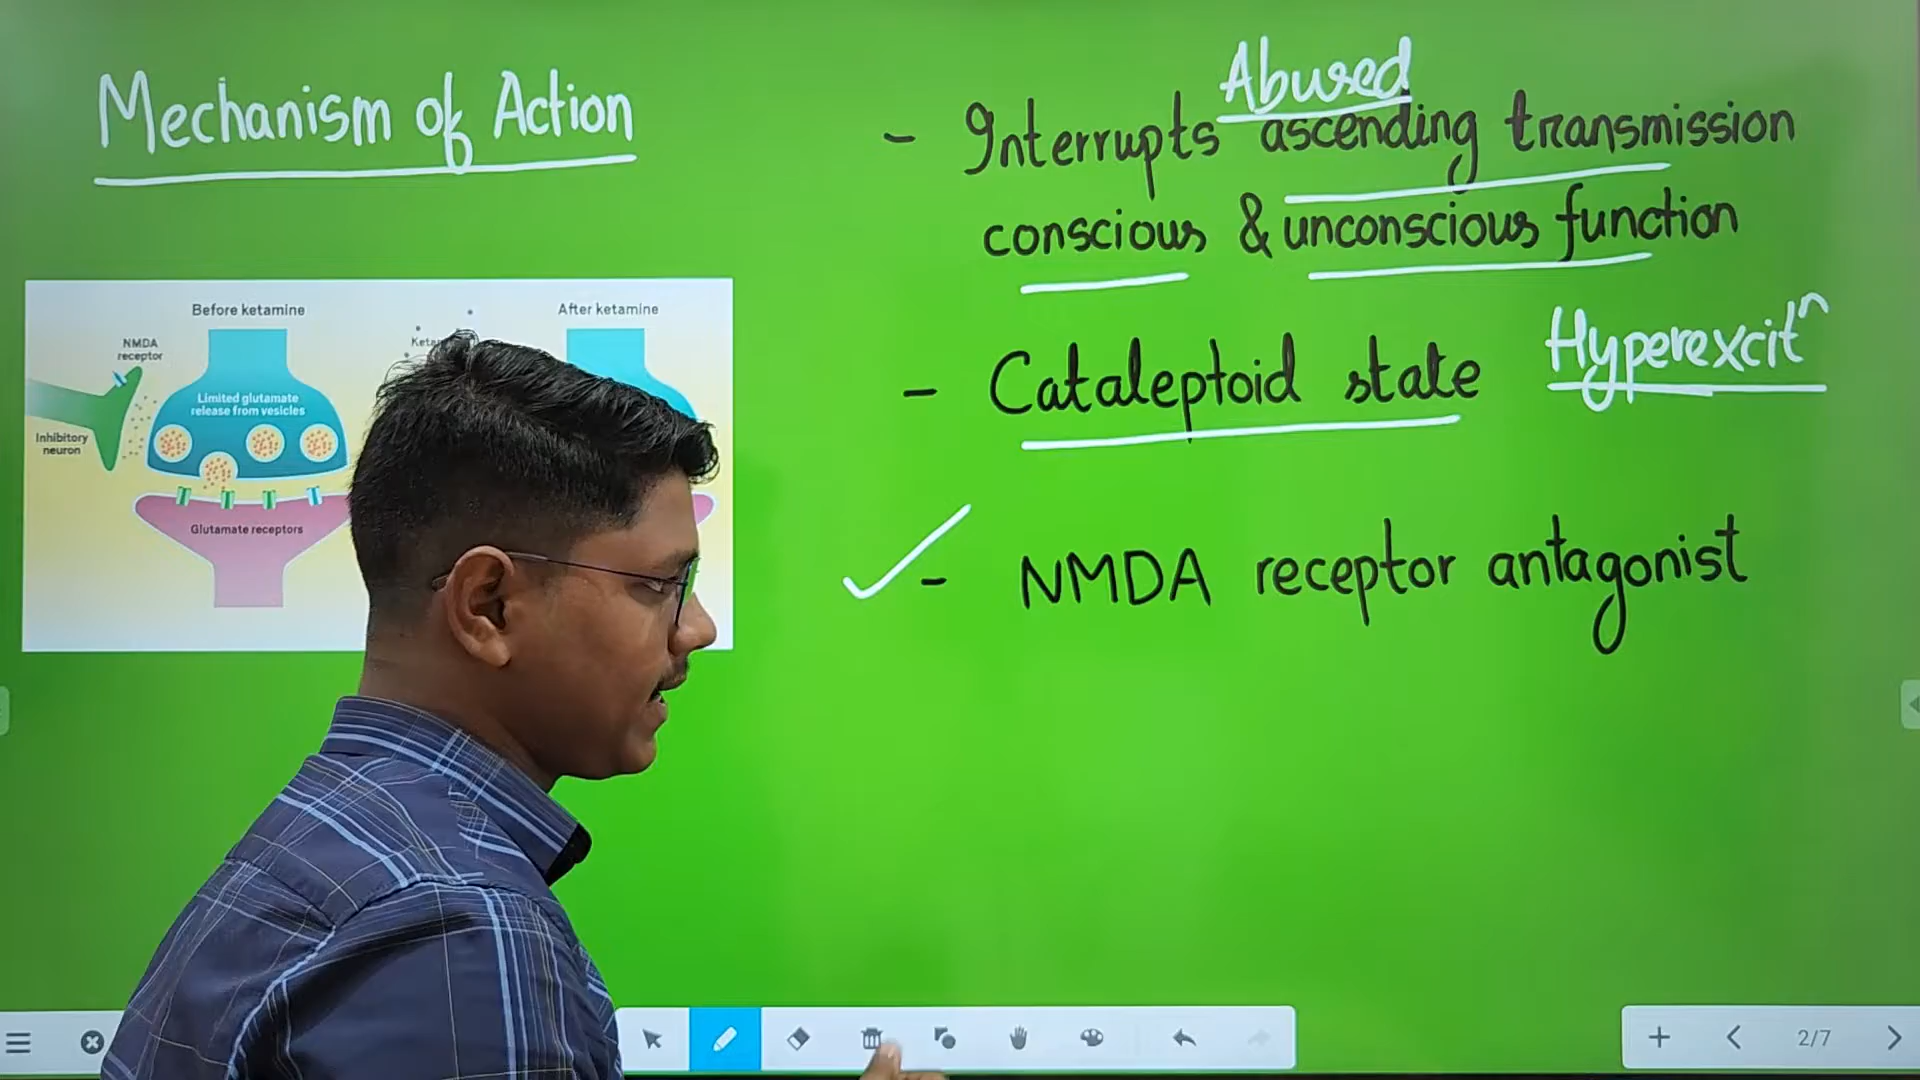 Mechanism of Action
Before ketamine
After ketamine
NMDA
receptor
Limited glutamate
release from vesicles
Inhibitory
neuron
Glutamate receptors
Abused
- Interrupts ascending transmission
conscious & unconscious function
- Cataleptoid state
Hyperexcitⁿ
- NMDA receptor antagonist
2/7